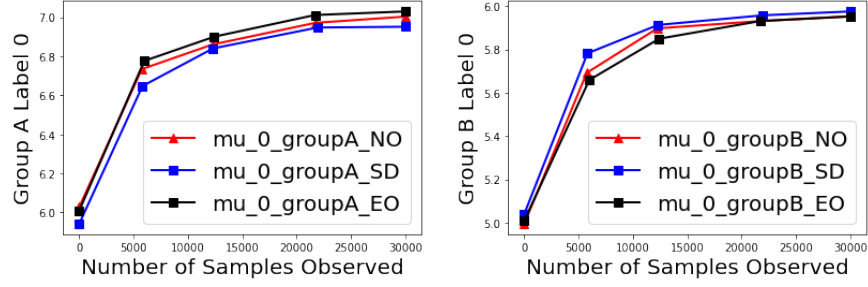 Group A Label 0
7.0
6.8
6.6
6.4
6.2
6.0
mu_0_groupA_NO
mu_0_groupA_SD
mu_0_groupA_EO
0 5000 10000 15000 20000 25000 30000
Number of Samples Observed
Group B Label 0
6.0
5.8
5.6
5.4
5.2
5.0
mu_0_groupB_NO
mu_0_groupB_SD
mu_0_groupB_EO
0 5000 10000 15000 20000 25000 30000
Number of Samples Observed